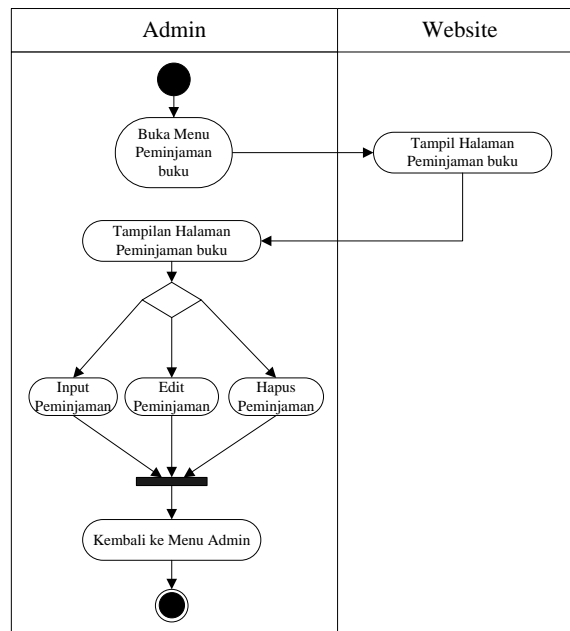 Admin
Website
Buka Menu
Peminjaman
buku
Tampil Halaman
Peminjaman buku
Tampilan Halaman
Peminjaman buku
Input
Peminjaman
Edit
Peminjaman
Hapus
Peminjaman
Kembali ke Menu Admin